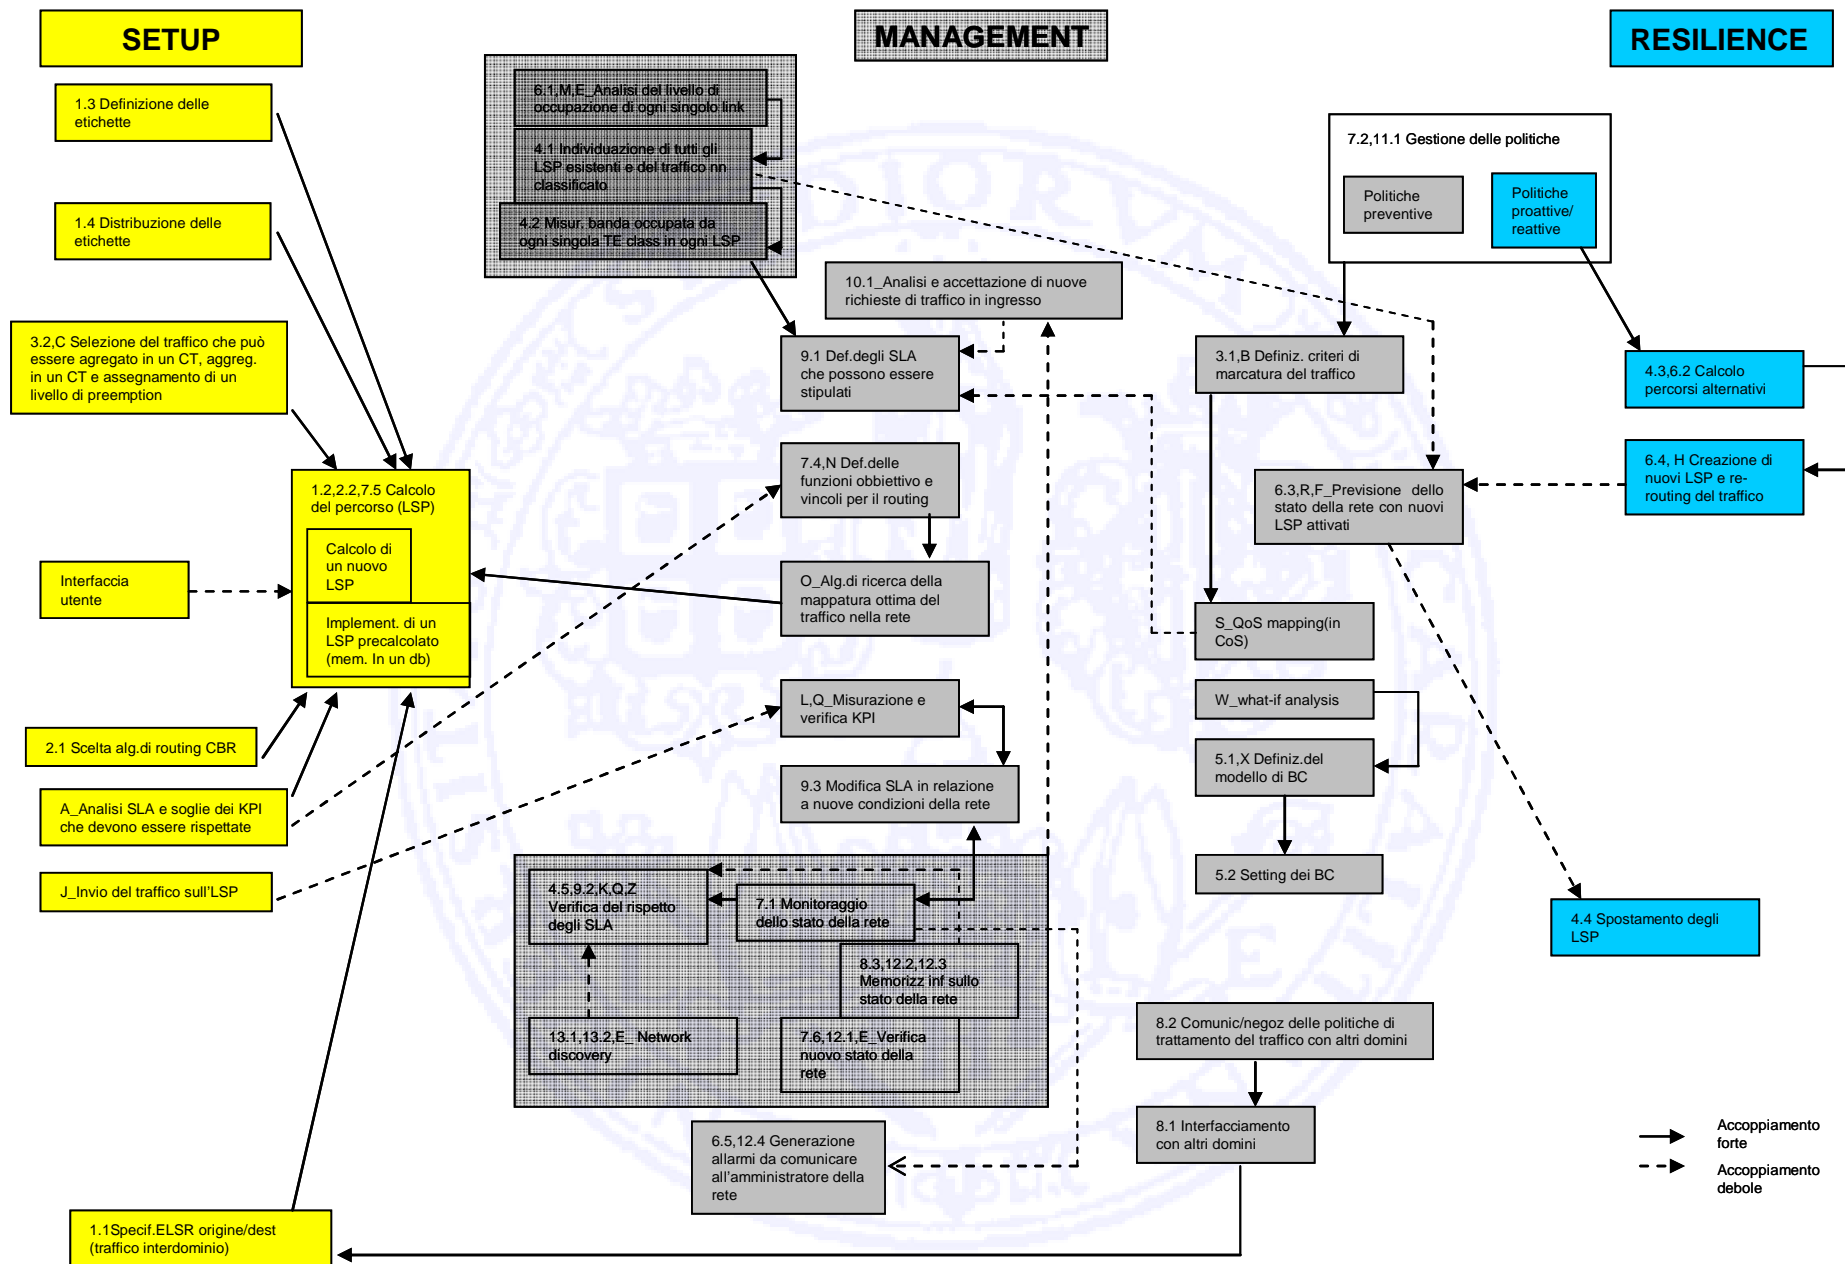 SETUP
MANAGEMENT
RESILIENCE
1.3 Definizione delle
etichette
1.4 Distribuzione delle
etichette
3.2,C Selezione del traffico che può
essere agregato in un CT, aggreg.
in un CT e assegnamento di un
livello di preemption
1.2,2.2,7.5 Calcolo
del percorso (LSP)
Calcolo di
un nuovo
LSP
Implement. di un
LSP precalcolato
(mem. In un db)
Interfaccia
utente
2.1 Scelta alg.di routing CBR
A_Analisi SLA e soglie dei KPI
che devono essere rispettate
J_Invio del traffico sull'LSP
1.1Specif.ELSR origine/dest
(traffico interdominio)
6.1,M,E_Analisi del livello di
occupazione di ogni singolo link
4.1 Individuazione di tutti gli
LSP esistenti e del traffico nn
classificato
4.2 Misur. banda occupata da
ogni singola TE class in ogni LSP
10.1_Analisi e accettazione di nuove
richieste di traffico in ingresso
9.1 Def.degli SLA
che possono essere
stipulati
7.4,N Def.delle
funzioni obbiettivo e
vincoli per il routing
O_Alg.di ricerca della
mappatura ottima del
traffico nella rete
L,Q_Misurazione e
verifica KPI
9.3 Modifica SLA in relazione
a nuove condizioni della rete
4.5,9.2,K,Q,Z
Verifica del rispetto
degli SLA
7.1 Monitoraggio
dello stato della rete
8.3,12.2,12.3
Memorizz inf sullo
stato della rete
13.1,13.2,E_ Network
discovery
7.6,12.1,E_Verifica
nuovo stato della
rete
6.5,12.4 Generazione
allarmi da comunicare
all'amministratore della
rete
7.2,11.1 Gestione delle politiche
Politiche
preventive
Politiche
proattive/
reattive
3.1,B Definiz. criteri di
marcatura del traffico
6.3,R,F_Previsione dello
stato della rete con nuovi
LSP attivati
S_QoS mapping(in
CoS)
W_what-if analysis
5.1,X Definiz.del
modello di BC
5.2 Setting dei BC
8.2 Comunic/negoz delle politiche di
trattamento del traffico con altri domini
8.1 Interfacciamento
con altri domini
4.3,6.2 Calcolo
percorsi alternativi
6.4, H Creazione di
nuovi LSP e re-
routing del traffico
4.4 Spostamento degli
LSP
Accoppiamento
forte
Accoppiamento
debole